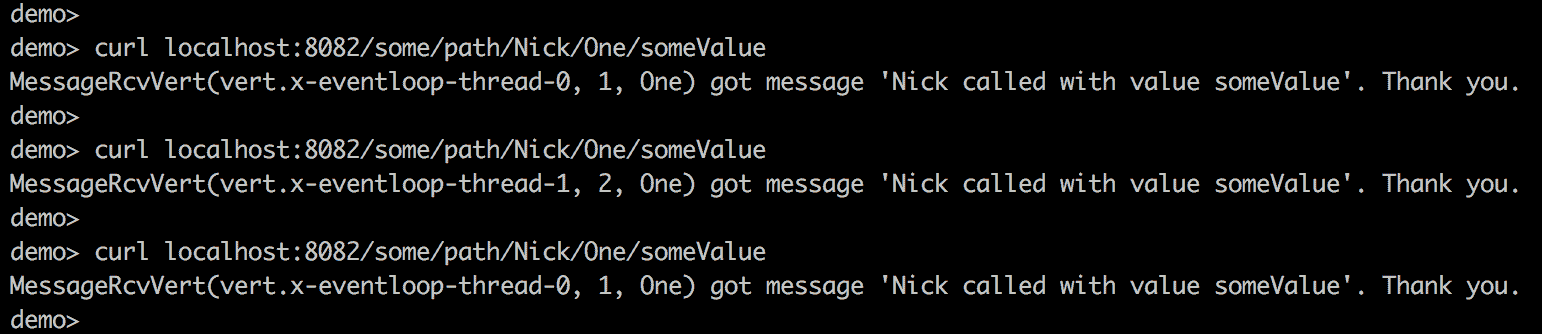 demo>
demo> curl localhost:8082/some/path/Nick/One/someValue
MessageRcvVert(vert.x-eventloop-thread-0, 1, One) got message 'Nick called with value someValue'. Thank you.
demo>
demo> curl localhost:8082/some/path/Nick/One/someValue
MessageRcvVert(vert.x-eventloop-thread-1, 2, One) got message 'Nick called with value someValue'. Thank you.
demo>
demo> curl localhost:8082/some/path/Nick/One/someValue
MessageRcvVert(vert.x-eventloop-thread-0, 1, One) got message 'Nick called with value someValue'. Thank you.
demo>